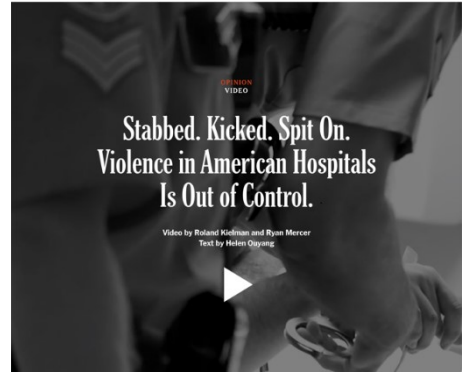 OPINION
VIDEO
Stabbed. Kicked. Spit On.
Violence in American Hospitals
Is Out of Control.
Video by Roland Kielman and Ryan Mercer
Text by Helen Ouyang